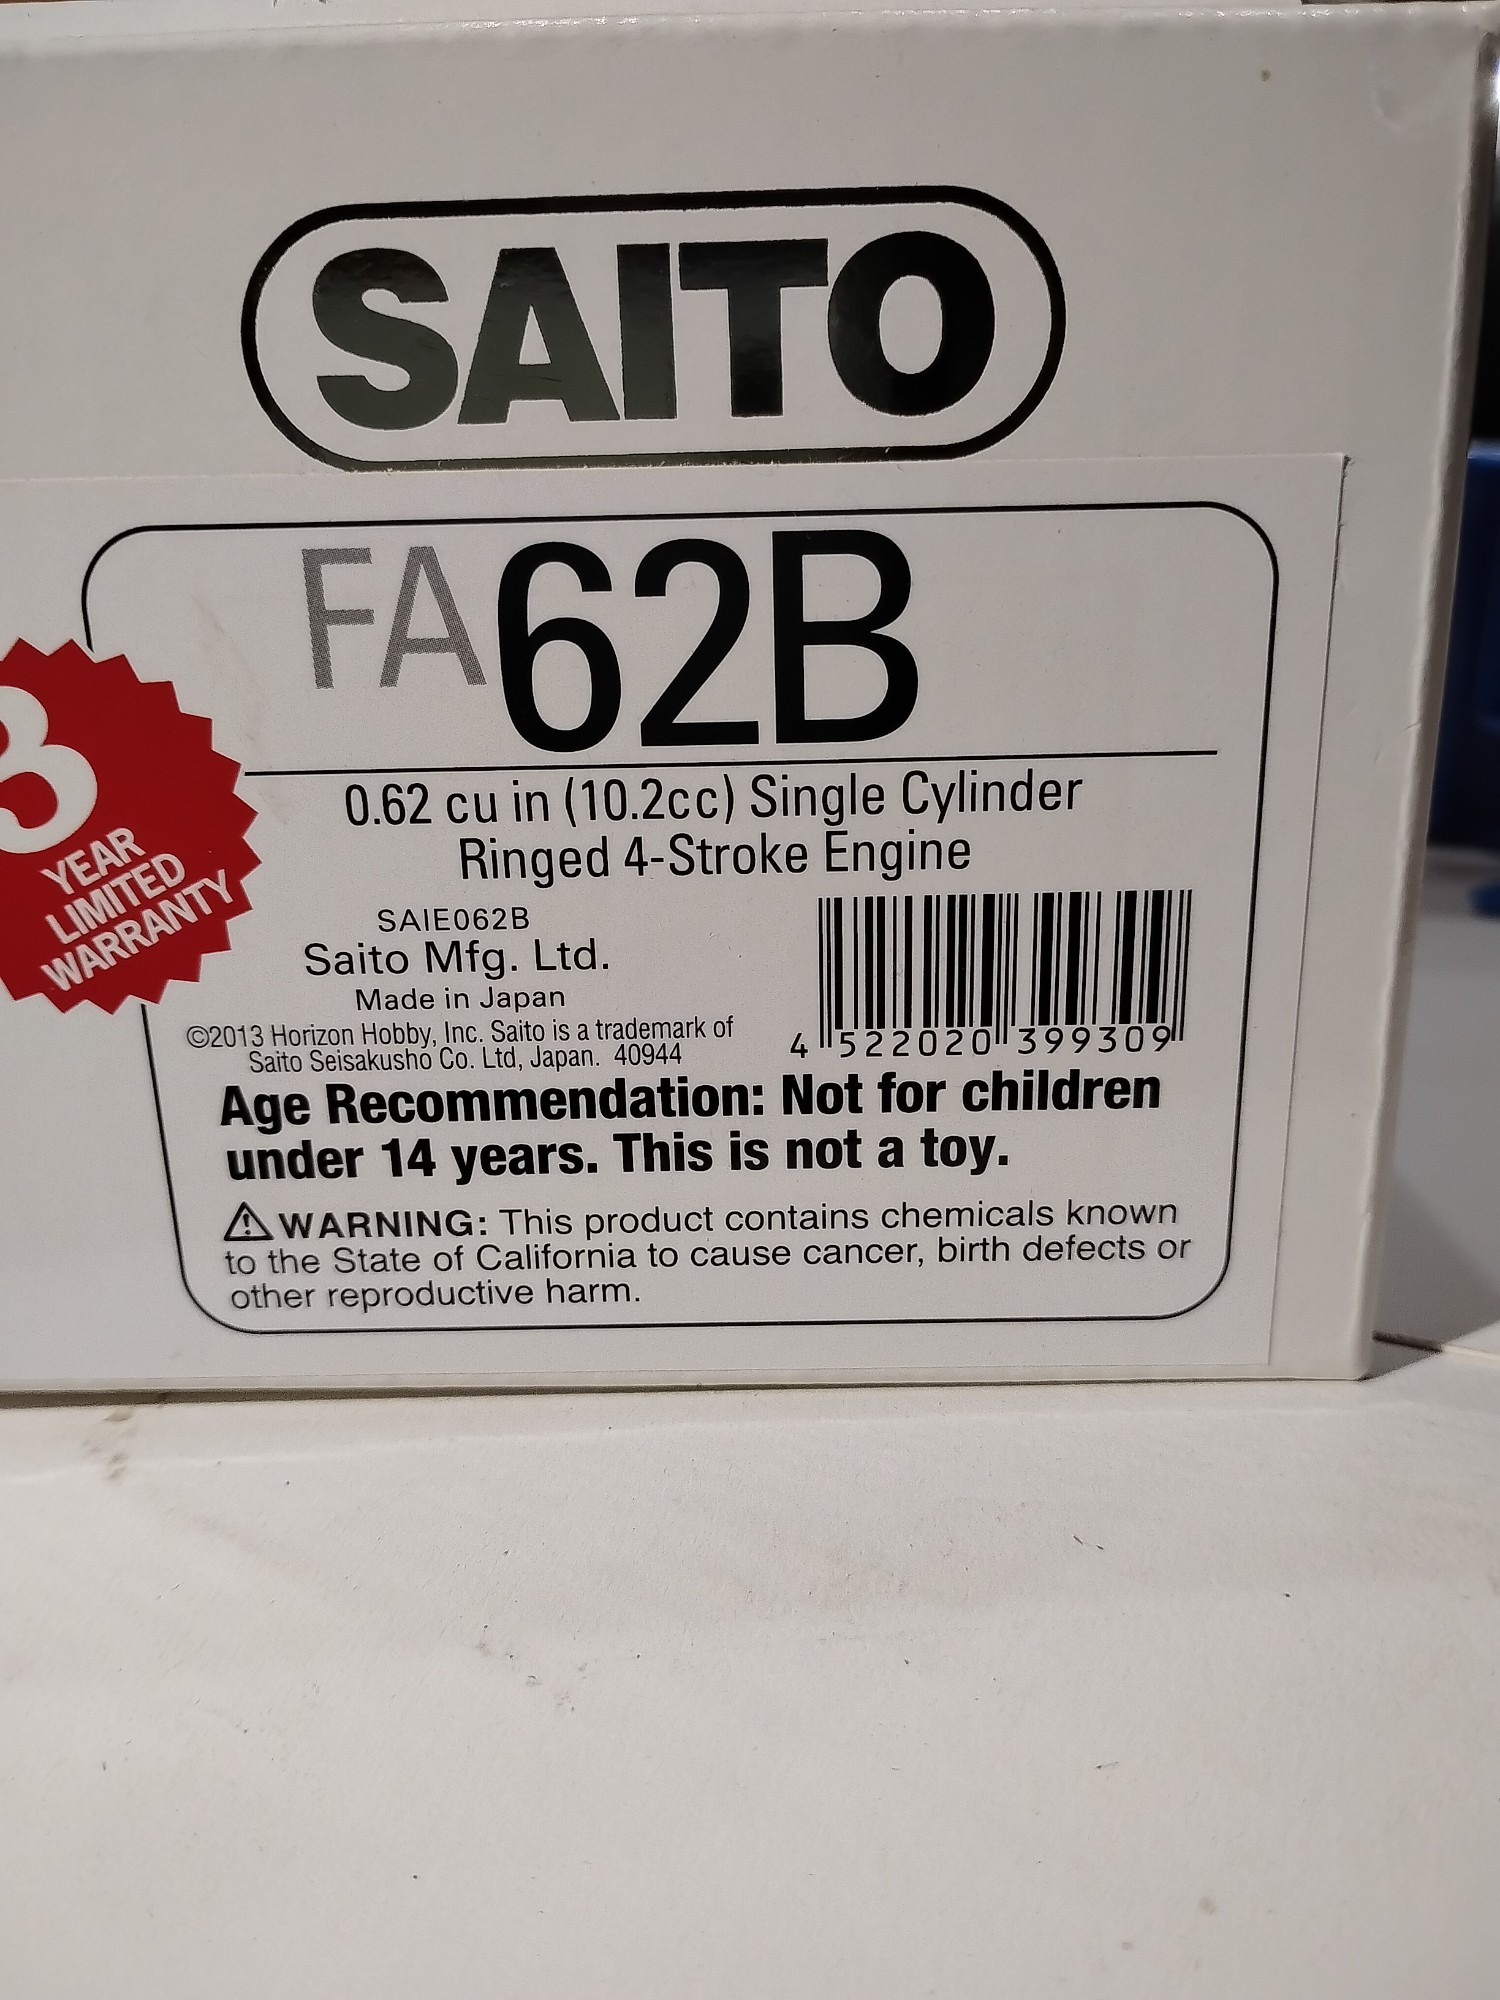 SAITO
FA62B
0.62 cu in (10.2cc) Single Cylinder
Ringed 4-Stroke Engine
3
YEAR
LIMITED
WARRANTY
SAIE062B
Saito Mfg. Ltd.
Made in Japan
©2013 Horizon Hobby, Inc. Saito is a trademark of
Saito Seisakusho Co. Ltd, Japan. 40944
4 522020 399309
Age Recommendation: Not for children
under 14 years. This is not a toy.
⚠WARNING: This product contains chemicals known
to the State of California to cause cancer, birth defects or
other reproductive harm.